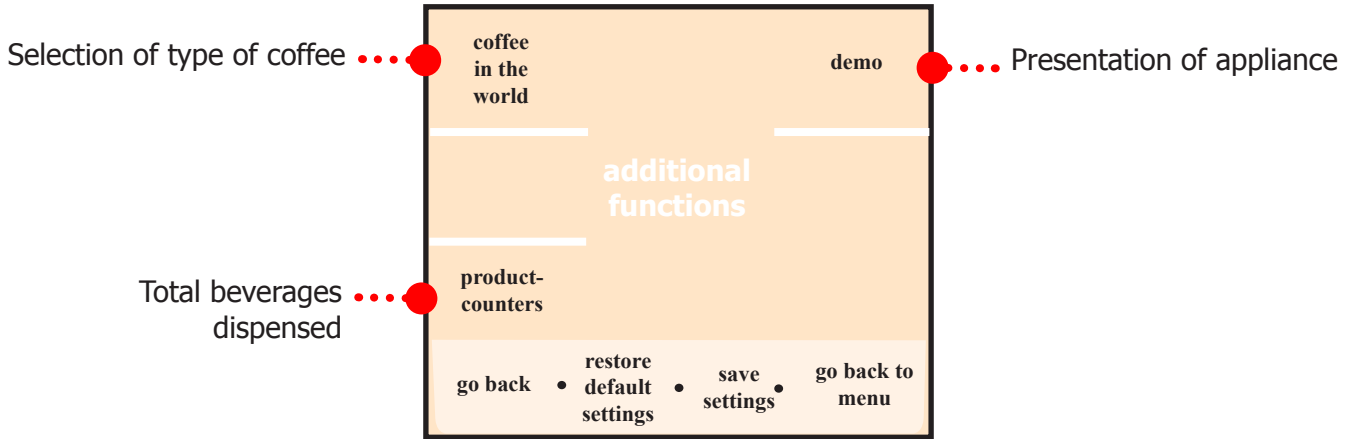 Selection of type of coffee
coffee
in the
world
demo
Presentation of appliance
additional
functions
Total beverages
dispensed
product-
counters
go back
restore
default
settings
save
settings
go back to
menu